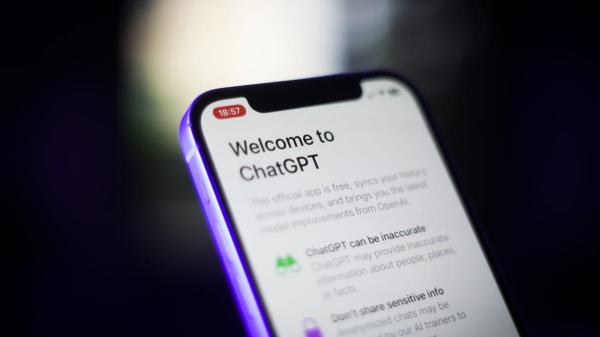 18:57
Welcome to
ChatGPT
This official app is free, syncs your history
across devices, and brings you the latest
model improvements from OpenAI.
ChatGPT can be inaccurate
ChatGPT may provide inaccurate
information about people, places,
or facts.
Don't share sensitive info
Anonymized chats may be
by our AI trainers to